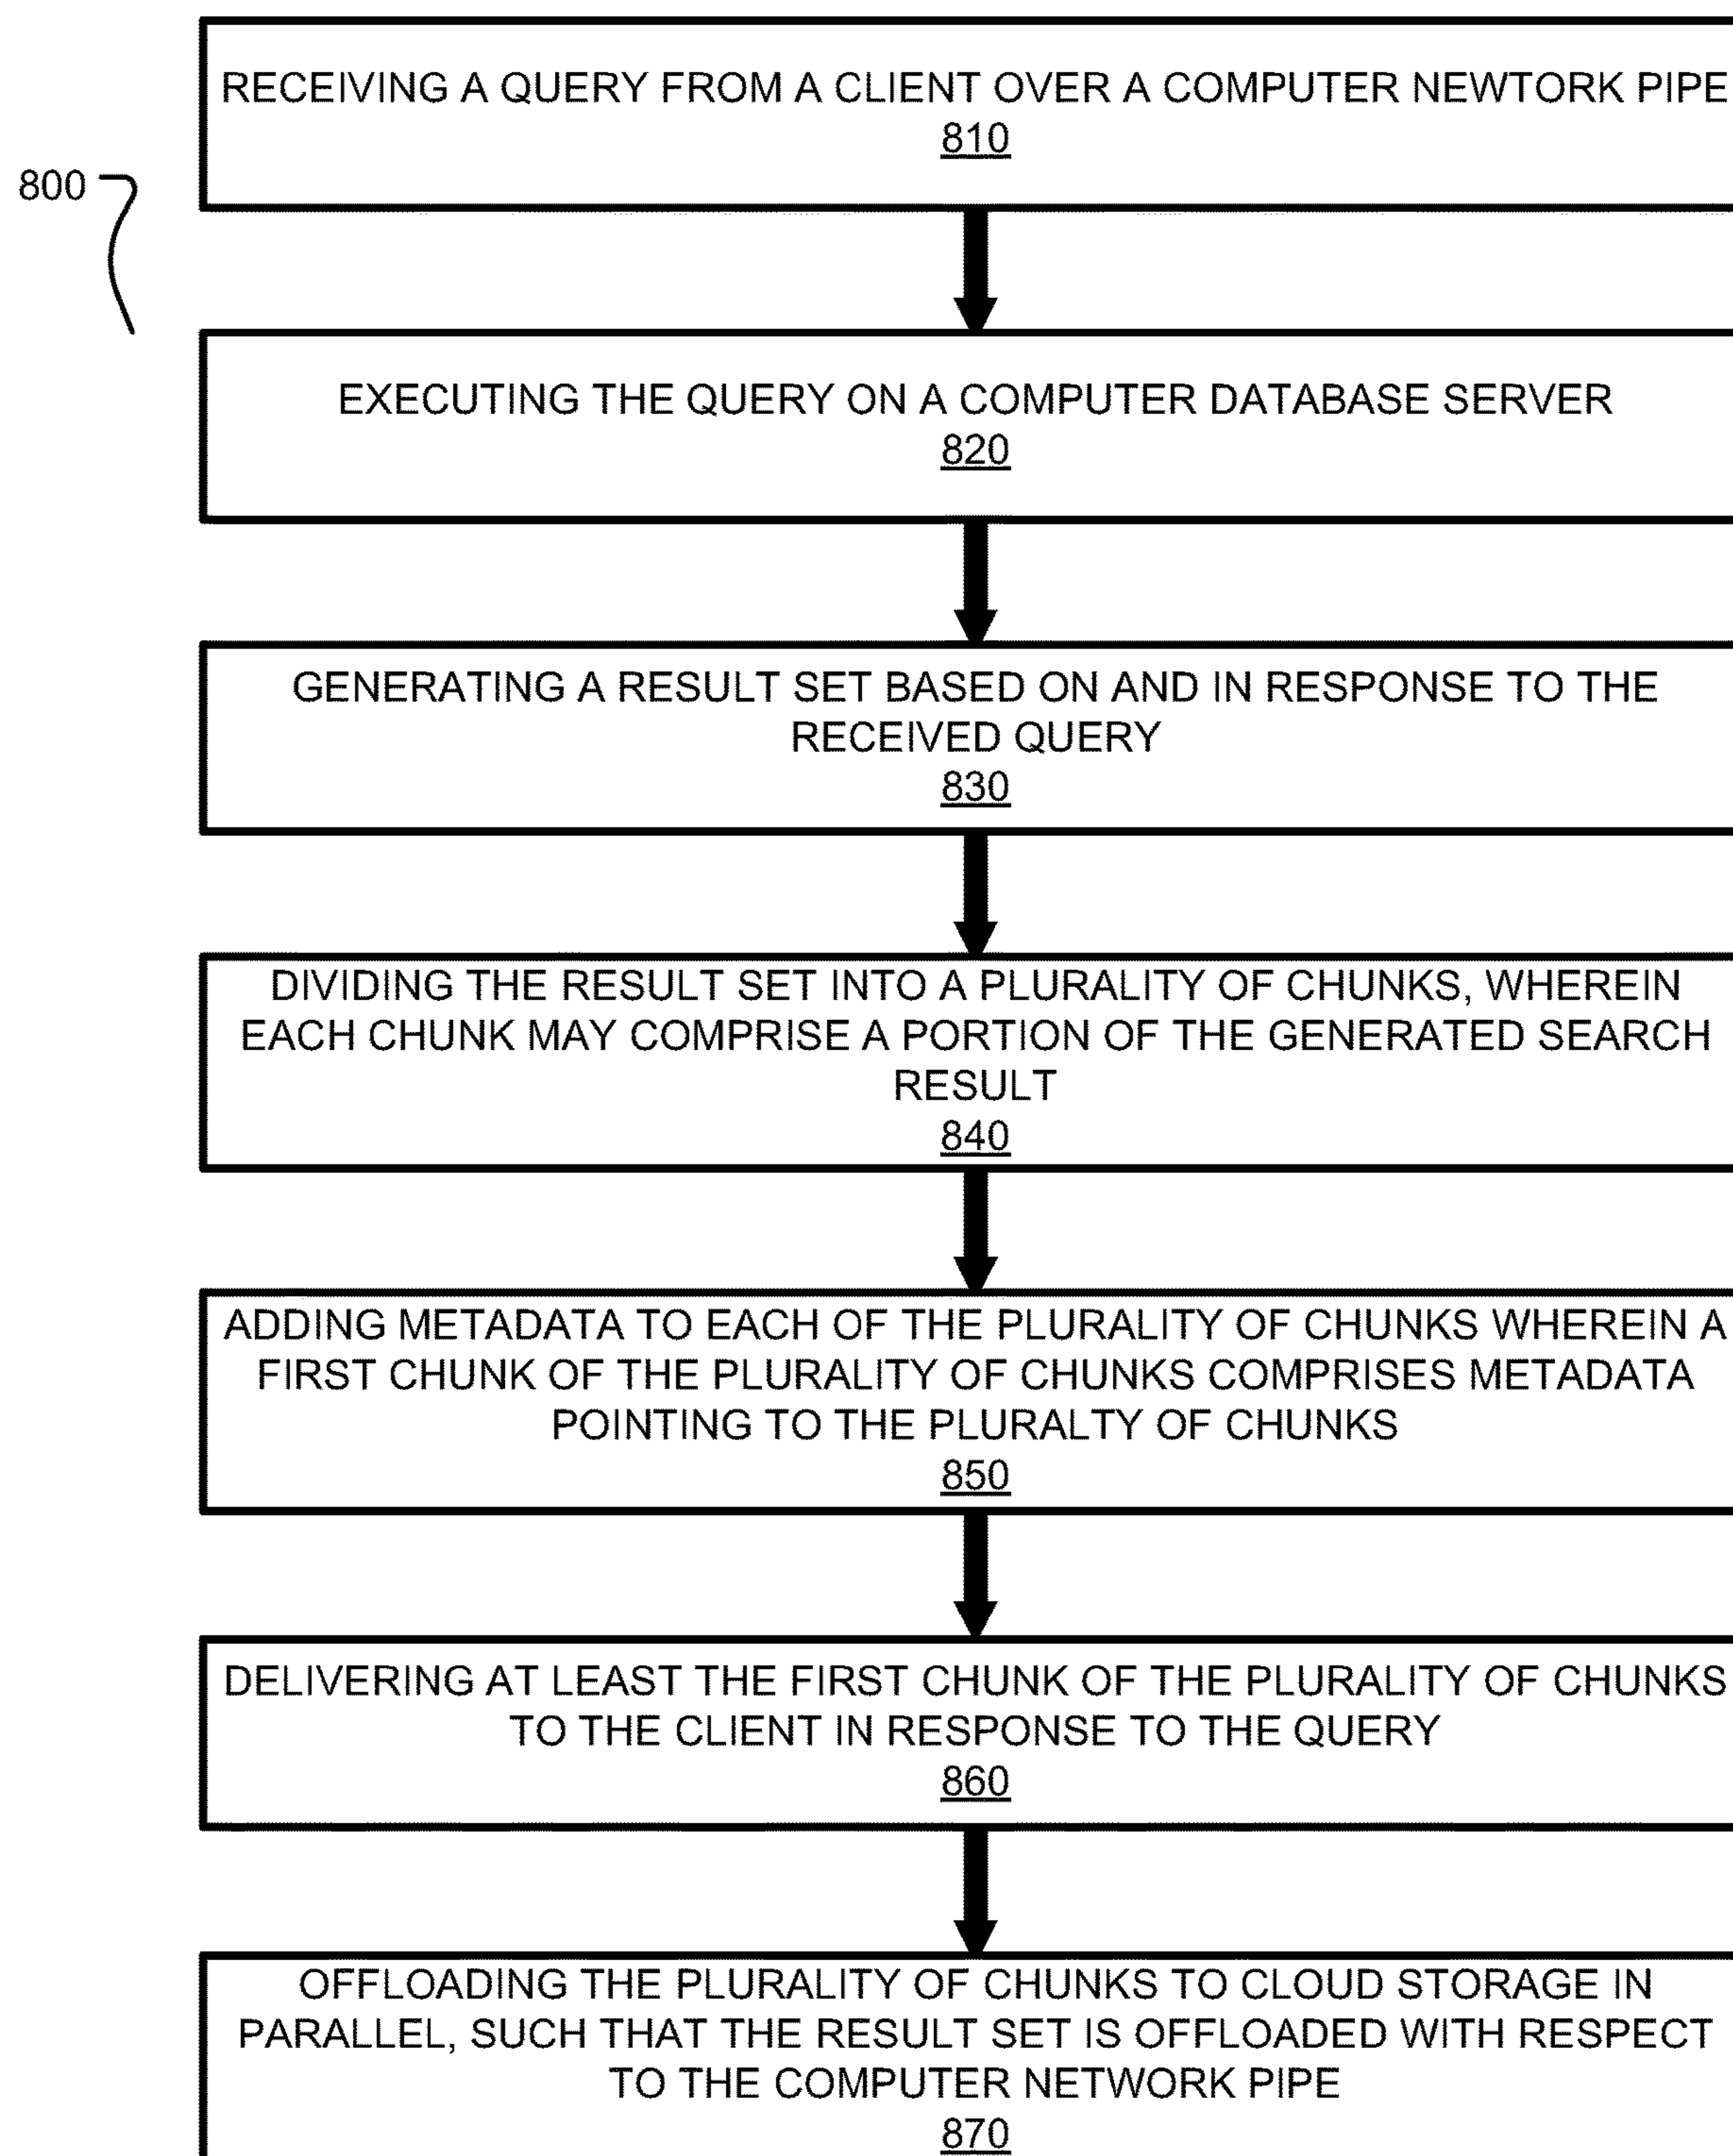 RECEIVING A QUERY FROM A CLIENT OVER A COMPUTER NEWTORK PIPE
810
800
EXECUTING THE QUERY ON A COMPUTER DATABASE SERVER
820
GENERATING A RESULT SET BASED ON AND IN RESPONSE TO THE
RECEIVED QUERY
830
DIVIDING THE RESULT SET INTO A PLURALITY OF CHUNKS, WHEREIN
EACH CHUNK MAY COMPRISE A PORTION OF THE GENERATED SEARCH
RESULT
840
ADDING METADATA TO EACH OF THE PLURALITY OF CHUNKS WHEREIN A
FIRST CHUNK OF THE PLURALITY OF CHUNKS COMPRISES METADATA
POINTING TO THE PLURALTY OF CHUNKS
850
DELIVERING AT LEAST THE FIRST CHUNK OF THE PLURALITY OF CHUNKS
TO THE CLIENT IN RESPONSE TO THE QUERY
860
OFFLOADING THE PLURALITY OF CHUNKS TO CLOUD STORAGE IN
PARALLEL, SUCH THAT THE RESULT SET IS OFFLOADED WITH RESPECT
TO THE COMPUTER NETWORK PIPE
870